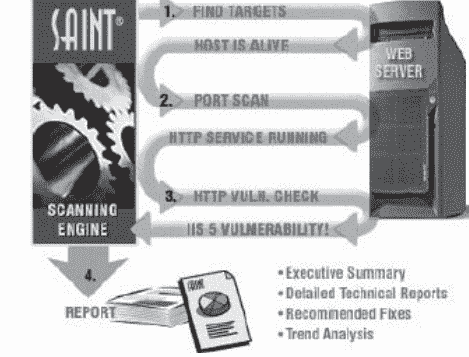 SAINT®
1. FIND TARGETS
HOST IS ALIVE
WEB
SERVER
2. PORT SCAN
HTTP SERVICE RUNNING
3. HTTP VULN. CHECK
IIS 5 VULNERABILITY!
SCANNING
ENGINE
4.
REPORT
SAINT
• Executive Summary
• Detailed Technical Reports
• Recommended Fixes
• Trend Analysis